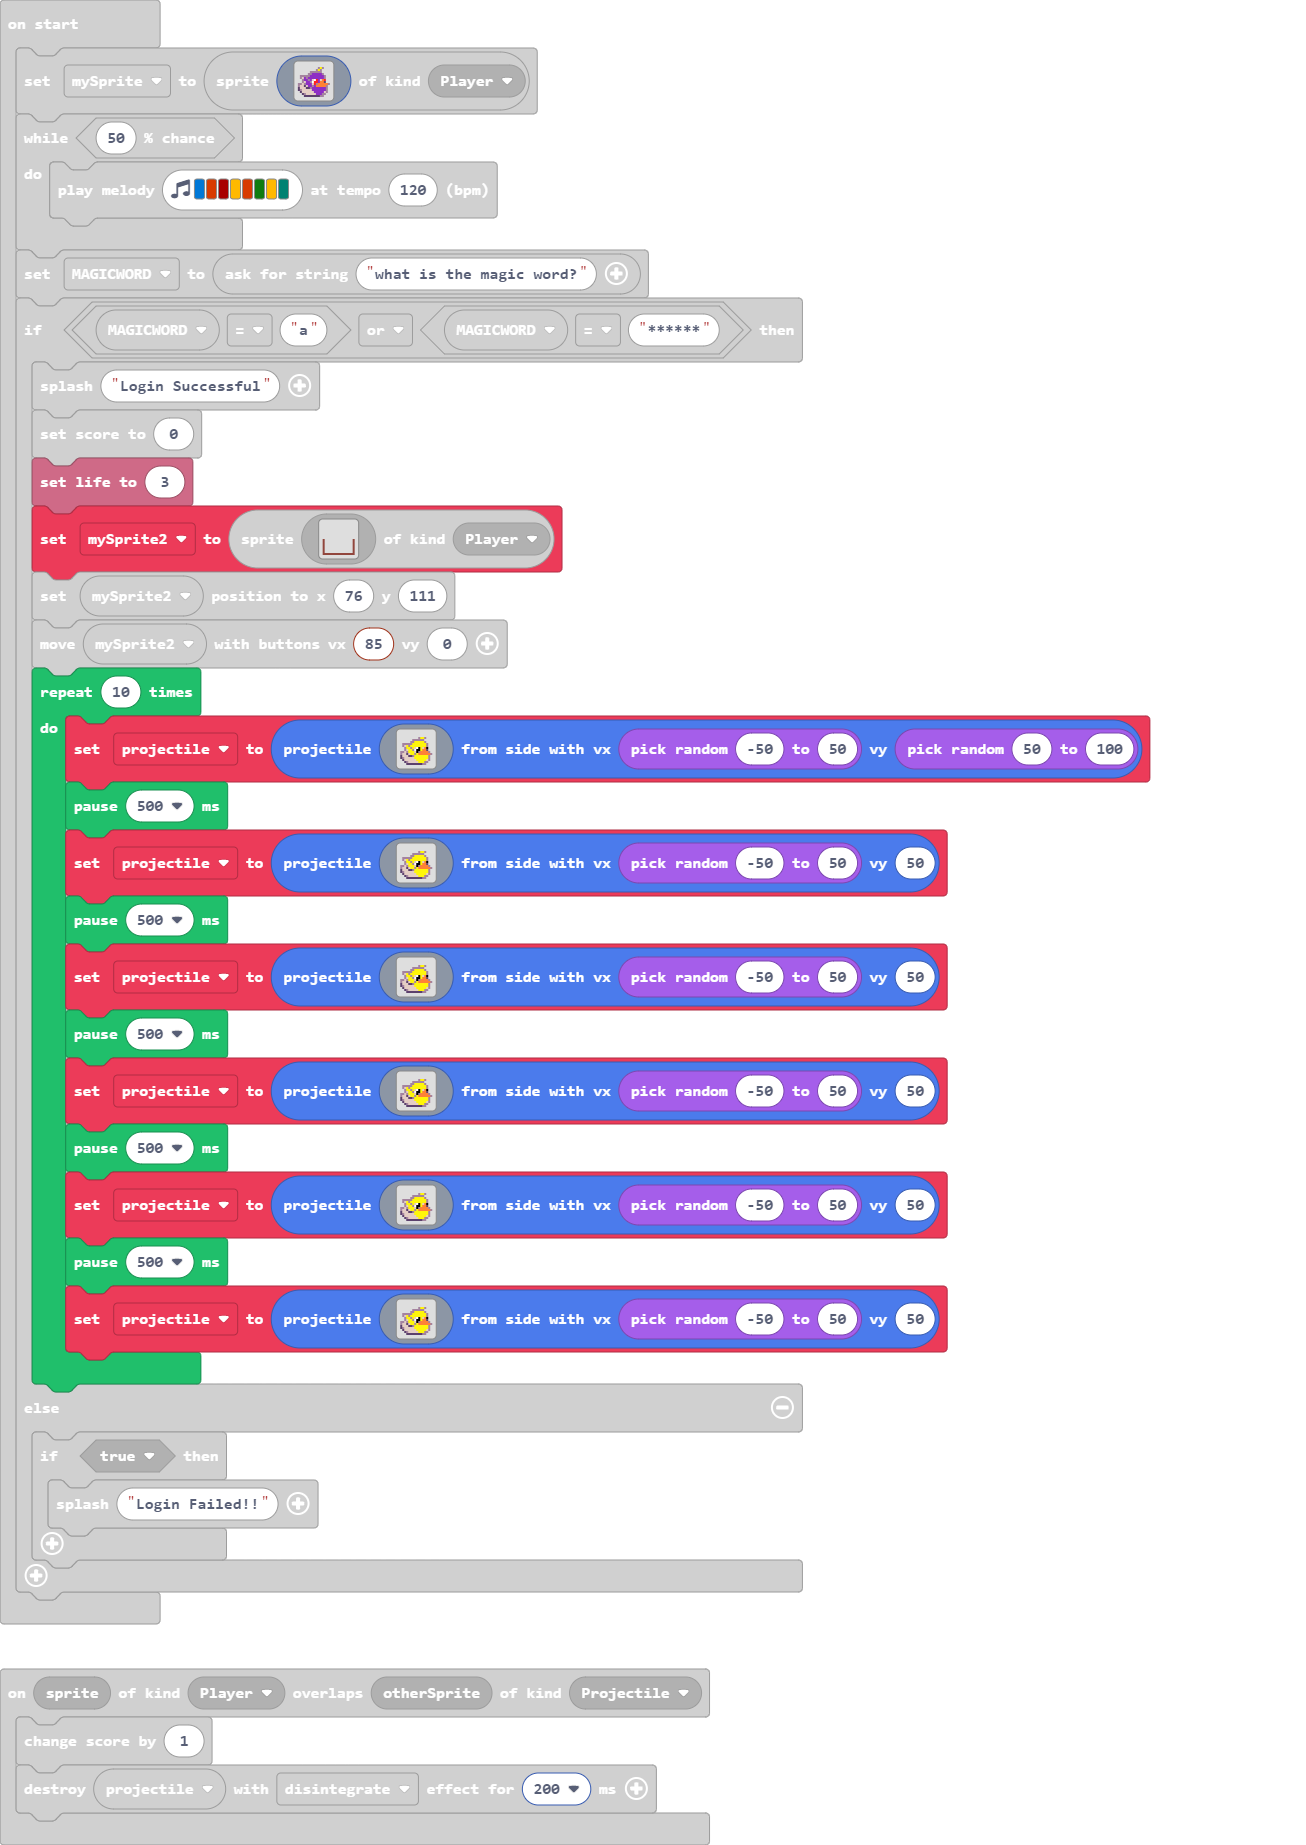 on start
set mySprite to sprite of kind Player
while 50 % chance
do
play melody at tempo 120 (bpm)
set MAGICWORD to ask for string "what is the magic word?"
if MAGICWORD = "a" or MAGICWORD = "******" then
splash "Login Successful"
set score to 0
set life to 3
set mySprite2 to sprite of kind Player
set mySprite2 position to x 76 y 111
move mySprite2 with buttons vx 85 vy 0
repeat 10 times
do
set projectile to projectile from side with vx pick random -50 to 50 vy pick random 50 to 100
pause 500 ms
set projectile to projectile from side with vx pick random -50 to 50 vy 50
pause 500 ms
set projectile to projectile from side with vx pick random -50 to 50 vy 50
pause 500 ms
set projectile to projectile from side with vx pick random -50 to 50 vy 50
pause 500 ms
set projectile to projectile from side with vx pick random -50 to 50 vy 50
pause 500 ms
set projectile to projectile from side with vx pick random -50 to 50 vy 50
else
if true then
splash "Login Failed!!"
on sprite of kind Player overlaps otherSprite of kind Projectile
change score by 1
destroy projectile with disintegrate effect for 200 ms